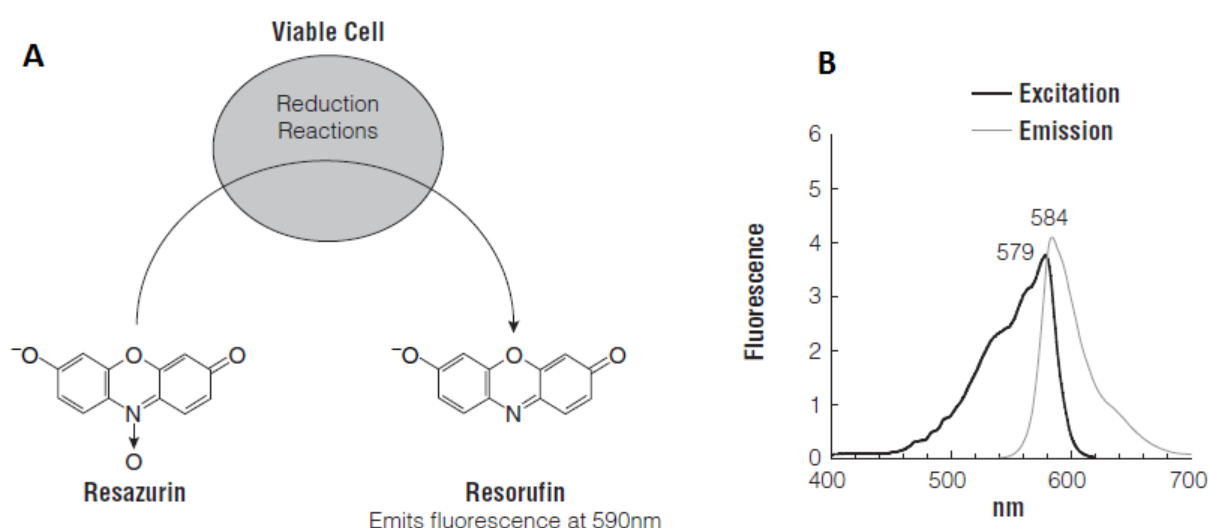 A
Viable Cell
Reduction
Reactions
⁻O
O
O
N
O
Resazurin
⁻O
O
O
N
Resorufin
Emits fluorescence at 590nm
B
Excitation
Emission
Fluorescence
6
5
4
3
2
1
0
579
584
400
500
600
700
nm